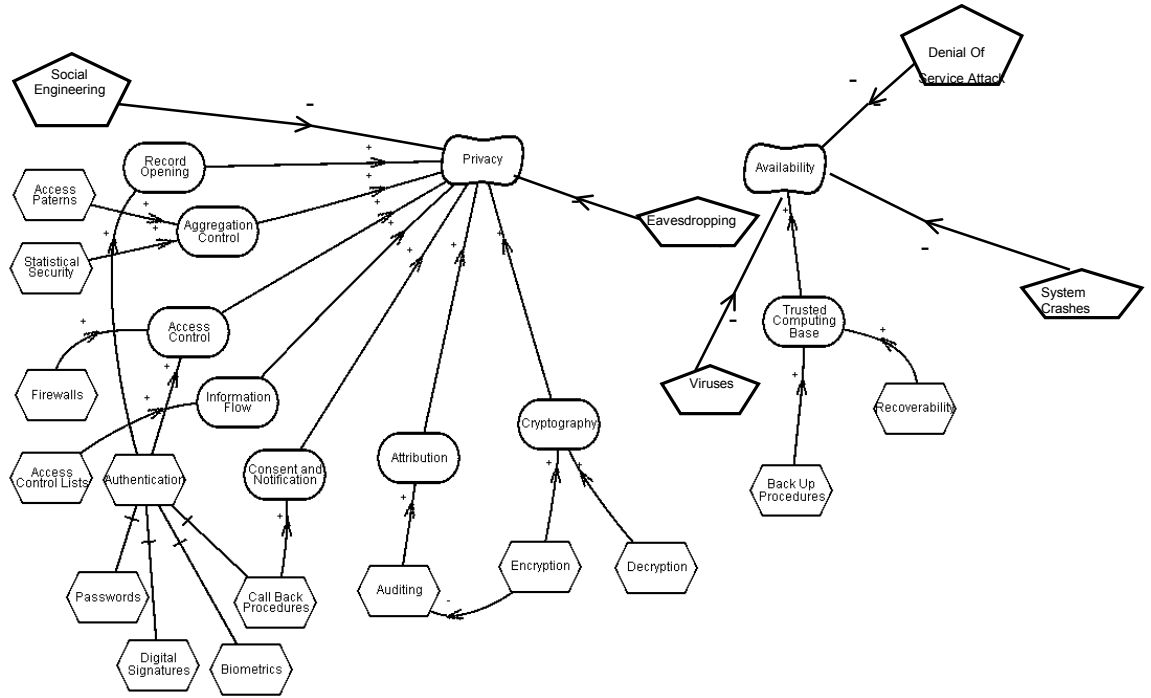 Denial Of
Service Attack
Social
Engineering
-
-
Record
Opening
+
Privacy
Availability
Access
Paterns
+
+
Aggregation
Control
+
+
Eavesdropping
+
+
Statistical
Security
+
+
+
+
+
-
System
Crashes
Access
Control
+
Trusted
Computing
Base
+
-
Firewalls
+
Information
Flow
+
Viruses
+
Recoverability
Cryptography
Access
Control Lists
Authentication
Consent and
Notification
Attribution
+
+
Back Up
Procedures
+
+
Passwords
Call Back
Procedures
Auditing
-
Encryption
Decryption
Digital
Signatures
Biometrics